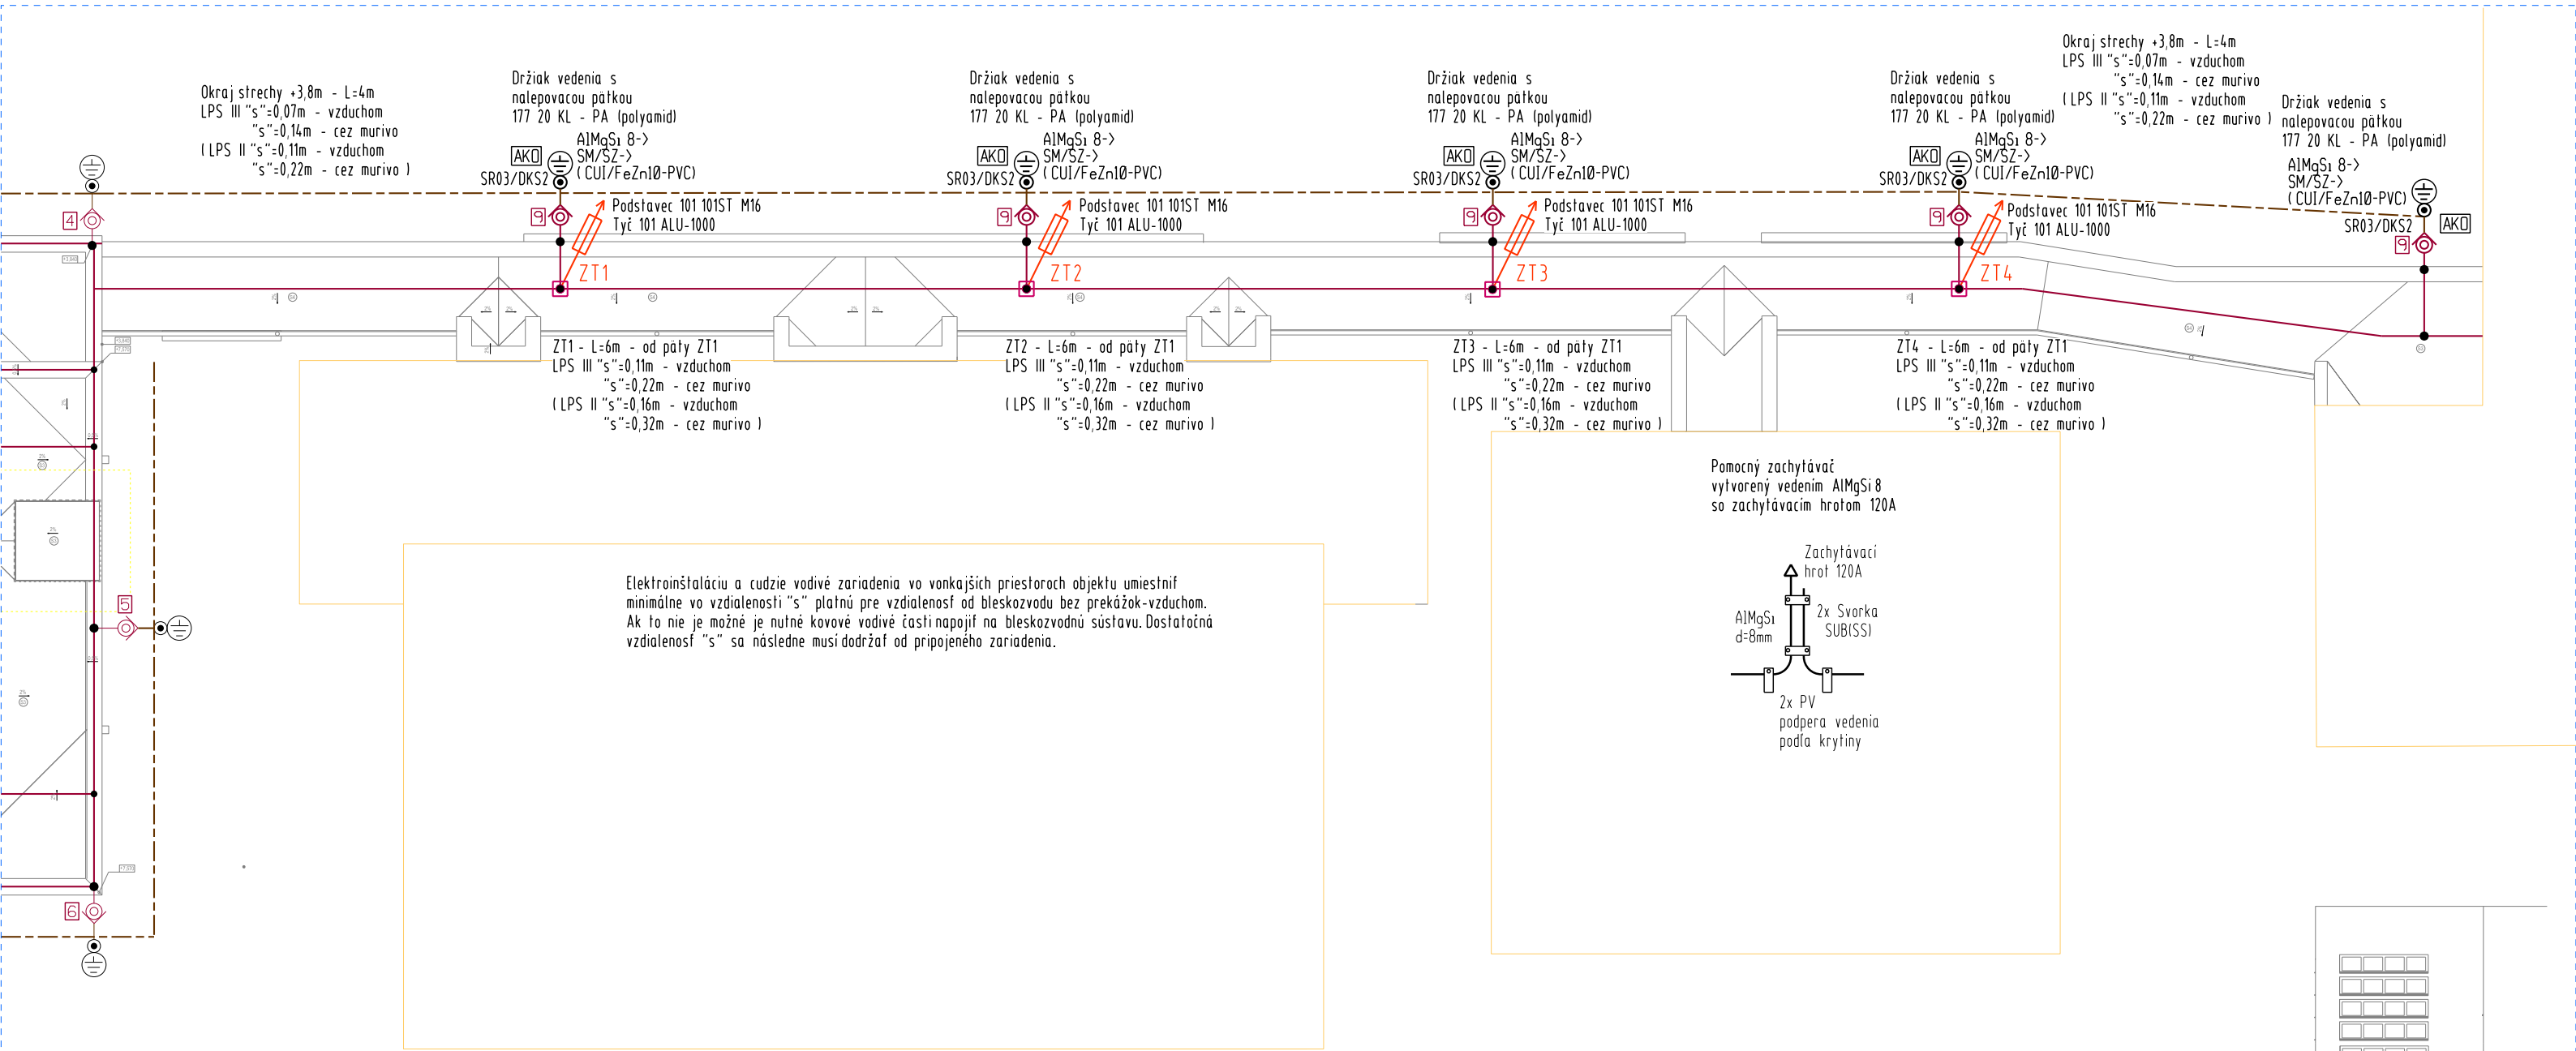 Okraj strechy +3,8m - L=4m
LPS III "s"=0,07m - vzduchom
"s"=0,14m - cez murivo
( LPS II "s"=0,11m - vzduchom
"s"=0,22m - cez murivo )
Držiak vedenia s
nalepovacou pätkou
177 20 KL - PA (polyamid)
AlMgSi 8->
SM/SZ->
( CUI/FeZn10-PVC)
AKO
SR03/DKS2
Držiak vedenia s
nalepovacou pätkou
177 20 KL - PA (polyamid)
AlMgSi 8->
SM/SZ->
( CUI/FeZn10-PVC)
AKO
SR03/DKS2
Držiak vedenia s
nalepovacou pätkou
177 20 KL - PA (polyamid)
AlMgSi 8->
SM/SZ->
( CUI/FeZn10-PVC)
AKO
SR03/DKS2
Držiak vedenia s
nalepovacou pätkou
177 20 KL - PA (polyamid)
AlMgSi 8->
SM/SZ->
( CUI/FeZn10-PVC)
AKO
SR03/DKS2
Okraj strechy +3,8m - L=4m
LPS III "s"=0,07m - vzduchom
"s"=0,14m - cez murivo
( LPS II "s"=0,11m - vzduchom
"s"=0,22m - cez murivo )
Držiak vedenia s
nalepovacou pätkou
177 20 KL - PA (polyamid)
AlMgSi 8->
SM/SZ->
( CUI/FeZn10-PVC)
SR03/DKS2
AKO
4
9
Podstavec 101 101ST M16
Tyč 101 ALU-1000
ZT1
9
Podstavec 101 101ST M16
Tyč 101 ALU-1000
ZT2
9
Podstavec 101 101ST M16
Tyč 101 ALU-1000
ZT3
9
Podstavec 101 101ST M16
Tyč 101 ALU-1000
ZT4
9
ZT1 - L=6m - od päty ZT1
LPS III "s"=0,11m - vzduchom
"s"=0,22m - cez murivo
( LPS II "s"=0,16m - vzduchom
"s"=0,32m - cez murivo )
ZT2 - L=6m - od päty ZT1
LPS III "s"=0,11m - vzduchom
"s"=0,22m - cez murivo
( LPS II "s"=0,16m - vzduchom
"s"=0,32m - cez murivo )
ZT3 - L=6m - od päty ZT1
LPS III "s"=0,11m - vzduchom
"s"=0,22m - cez murivo
( LPS II "s"=0,16m - vzduchom
"s"=0,32m - cez murivo )
ZT4 - L=6m - od päty ZT1
LPS III "s"=0,11m - vzduchom
"s"=0,22m - cez murivo
( LPS II "s"=0,16m - vzduchom
"s"=0,32m - cez murivo )
Pomocný zachytávač
vytvorený vedením AlMgSi 8
so zachytávacím hrotom 120A
Zachytávací
hrot 120A
AlMgSi
d=8mm
2x Svorka
SUB(SS)
2x PV
podpera vedenia
podľa krytiny
Elektroinštaláciu a cudzie vodivé zariadenia vo vonkajších priestoroch objektu umiestniť
minimálne vo vzdialenosti "s" platnú pre vzdialenosť od bleskozvodu bez prekážok-vzduchom.
Ak to nie je možné je nutné kovové vodivé časti napojiť na bleskozvodnú sústavu. Dostatočná
vzdialenosť "s" sa následne musí dodržať od pripojeného zariadenia.
5
6